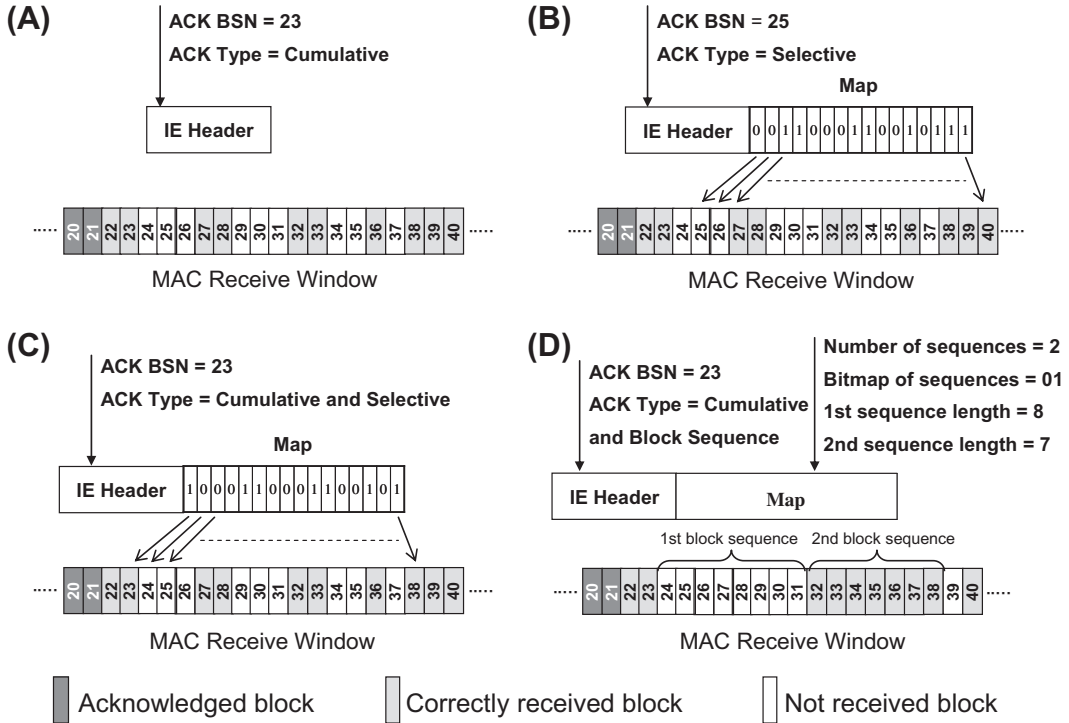 (A)
ACK BSN = 23
ACK Type = Cumulative
IE Header
..... 20 21 22 23 24 25 26 27 28 29 30 31 32 33 34 35 36 37 38 39 40 .....
MAC Receive Window
(B)
ACK BSN = 25
ACK Type = Selective
Map
IE Header 0 0 1 1 0 0 0 1 1 0 0 1 0 1 1 1
..... 20 21 22 23 24 25 26 27 28 29 30 31 32 33 34 35 36 37 38 39 40 .....
MAC Receive Window
(C)
ACK BSN = 23
ACK Type = Cumulative and Selective
Map
IE Header 1 0 0 0 1 1 0 0 0 1 1 0 0 1 0 1
..... 20 21 22 23 24 25 26 27 28 29 30 31 32 33 34 35 36 37 38 39 40 .....
MAC Receive Window
(D)
ACK BSN = 23
ACK Type = Cumulative
and Block Sequence
Number of sequences = 2
Bitmap of sequences = 01
1st sequence length = 8
2nd sequence length = 7
IE Header Map
1st block sequence 2nd block sequence
..... 20 21 22 23 24 25 26 27 28 29 30 31 32 33 34 35 36 37 38 39 40 .....
MAC Receive Window
Acknowledged block Correctly received block Not received block